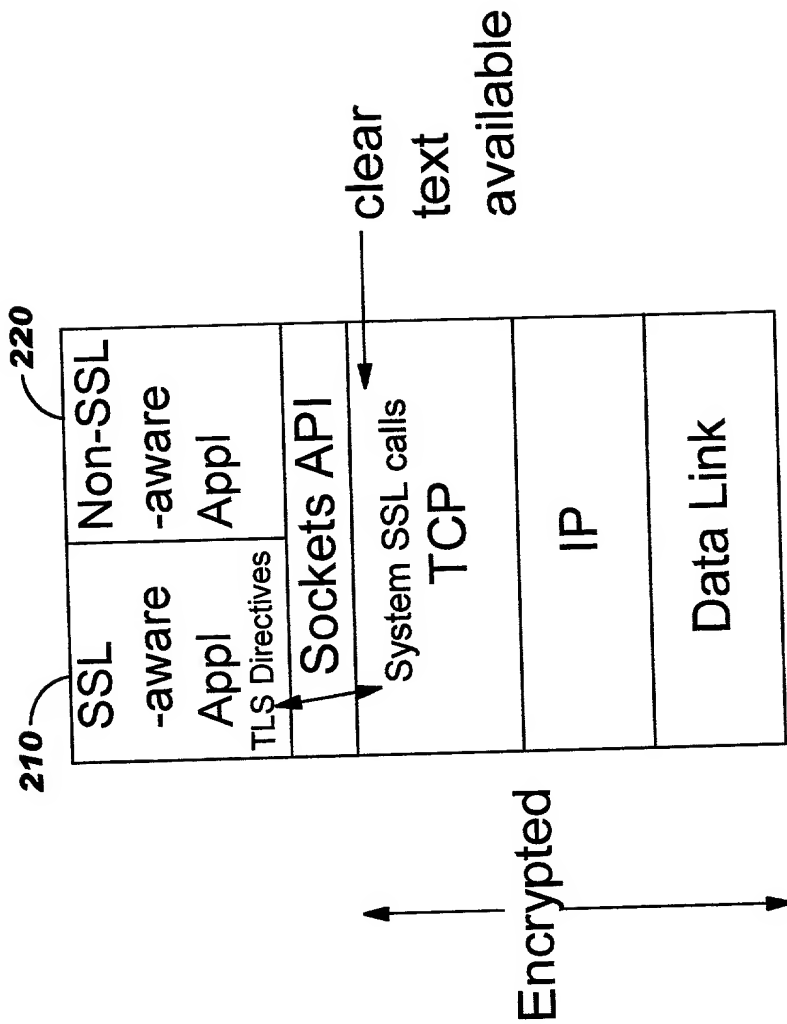 210
220
SSL
-aware
Appl
TLS Directives
Non-SSL
-aware
Appl
Sockets API
System SSL calls
TCP
IP
Data Link
clear
text
available
Encrypted